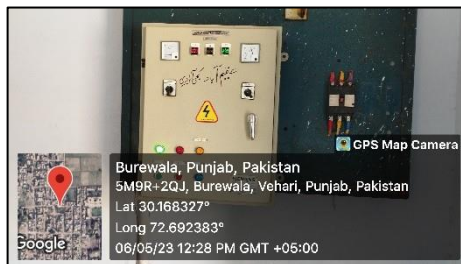 GPS Map Camera
Burewala, Punjab, Pakistan
5M9R+2QJ, Burewala, Vehari, Punjab, Pakistan
Lat 30.168327°
Long 72.692383°
06/05/23 12:28 PM GMT +05:00
Google